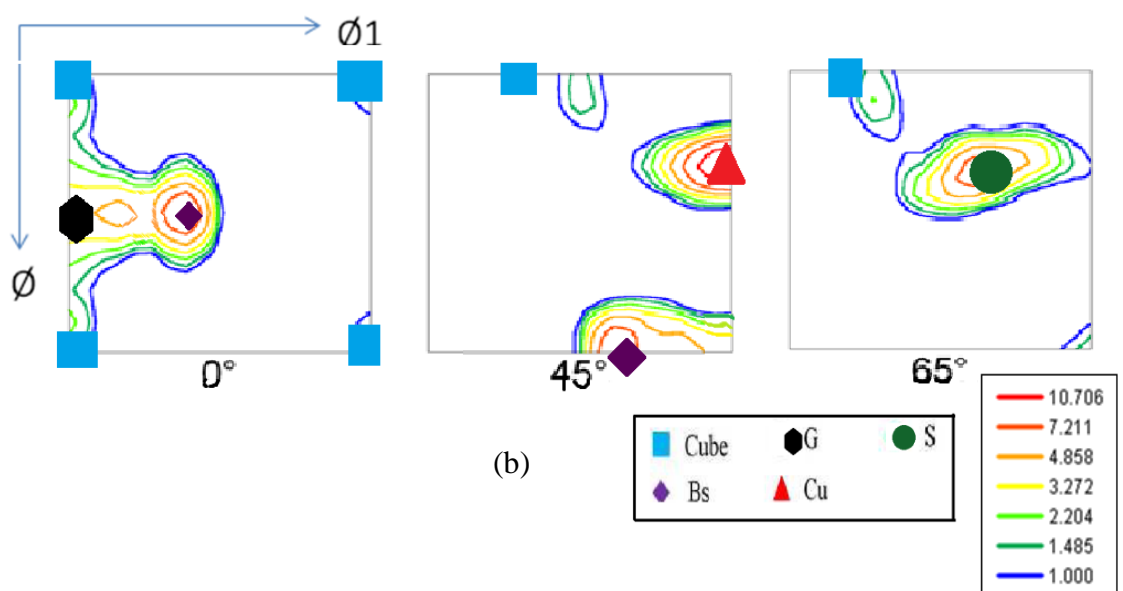 Ø1
Ø
0°
45°
65°
(b)
Cube
G
S
Bs
Cu
10.706
7.211
4.858
3.272
2.204
1.485
1.000